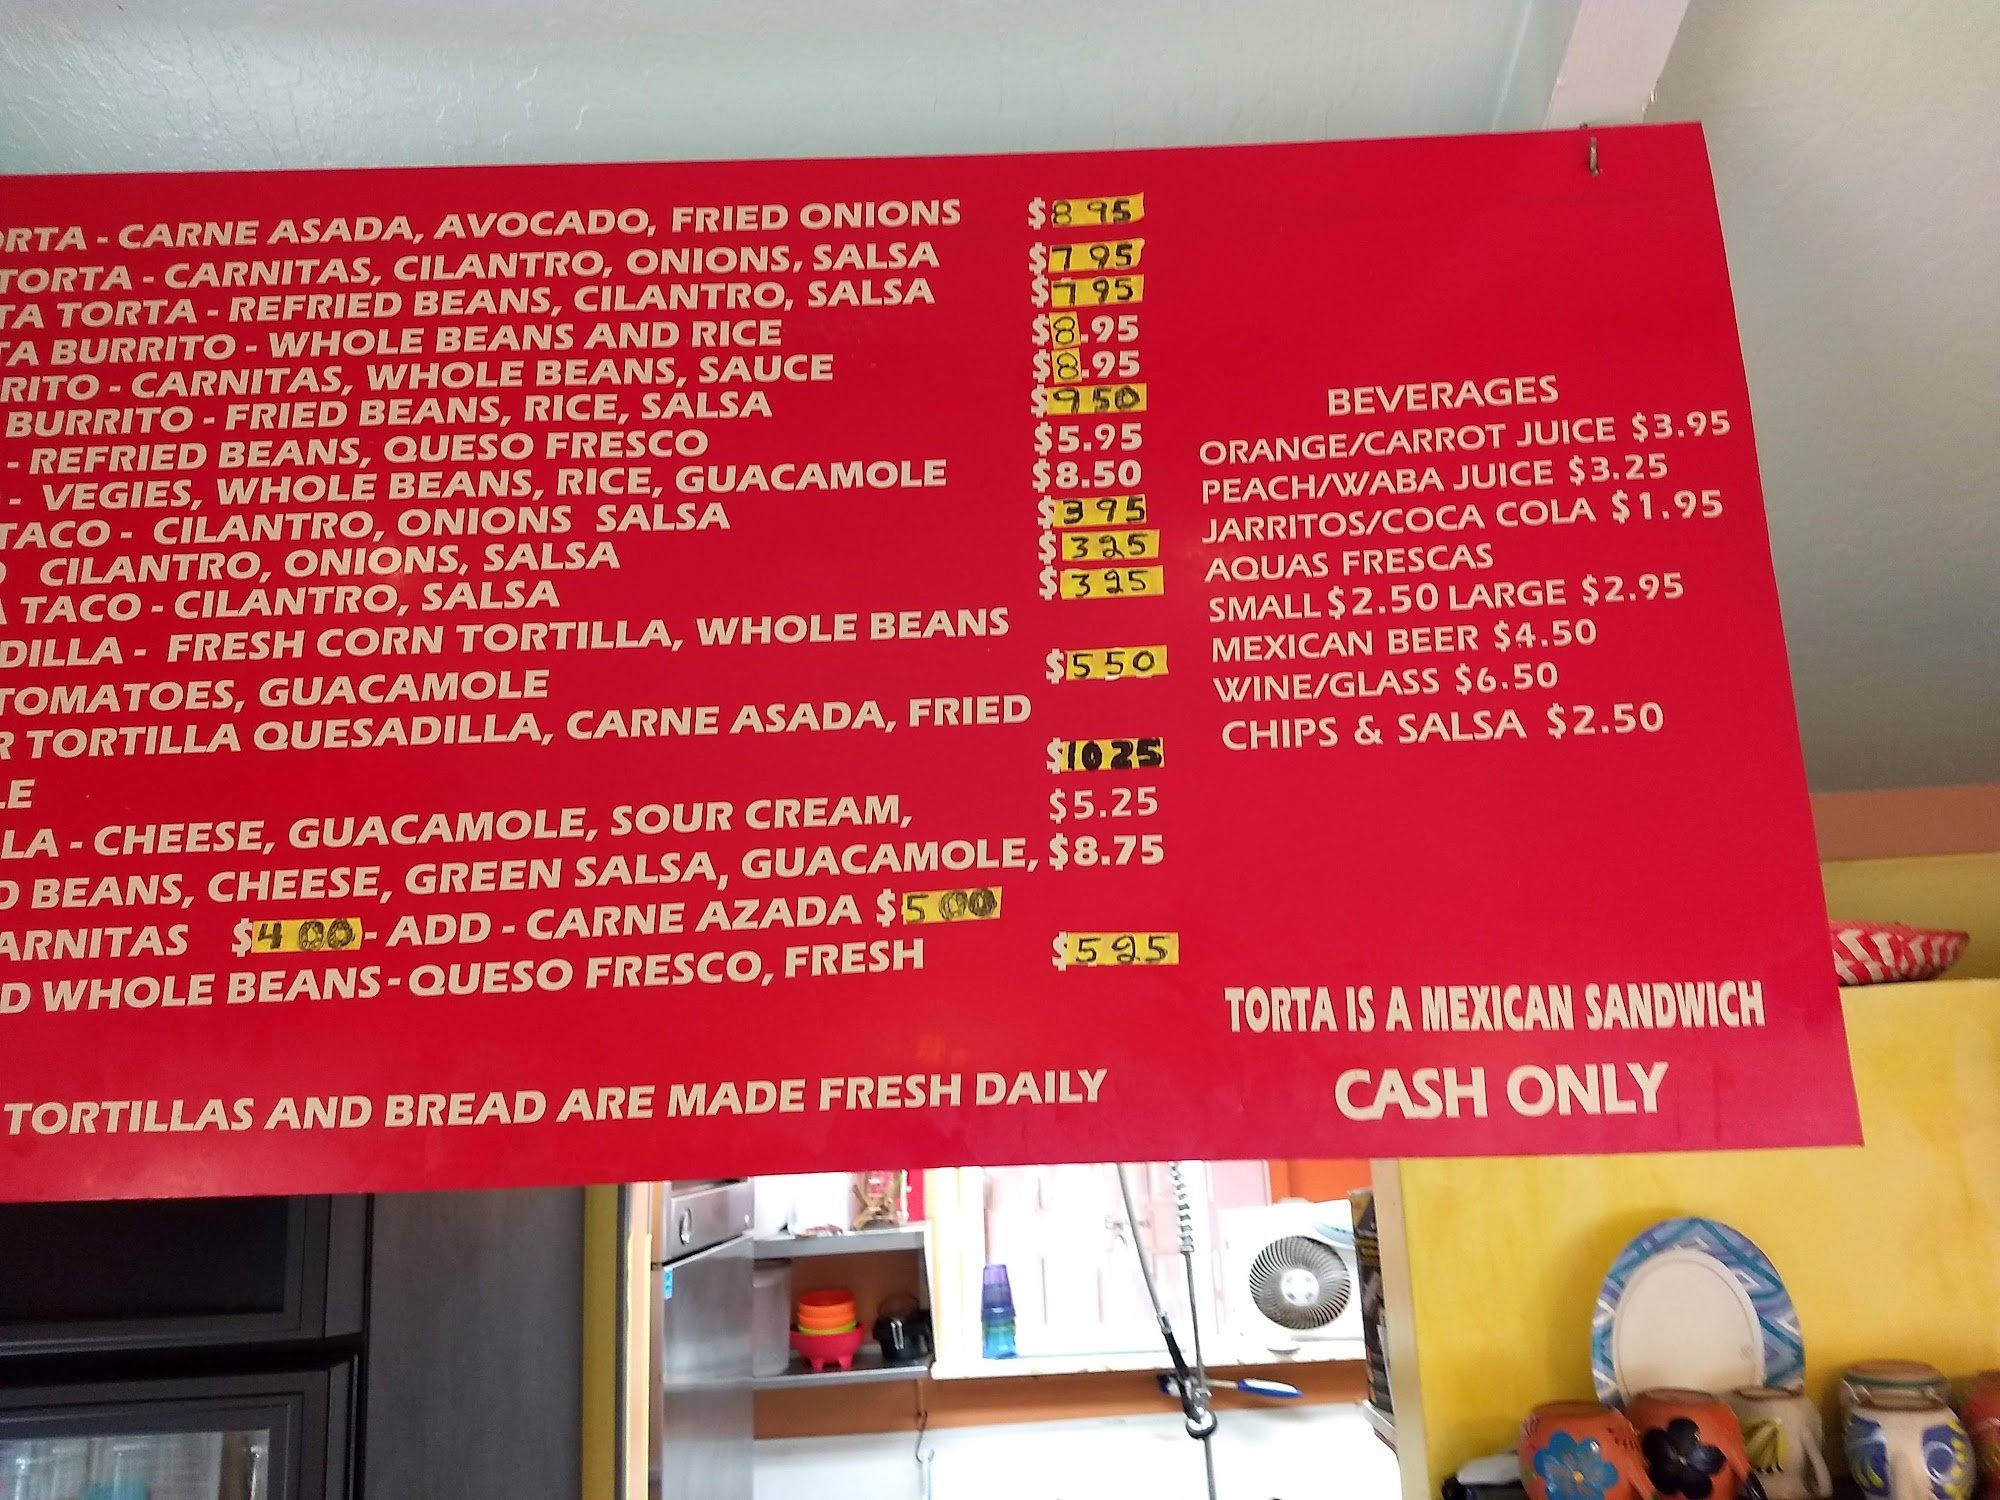 ORTA - CARNE ASADA, AVOCADO, FRIED ONIONS $8 95
TORTA - CARNITAS, CILANTRO, ONIONS, SALSA $7 95
TA TORTA - REFRIED BEANS, CILANTRO, SALSA $7 95
TA BURRITO - WHOLE BEANS AND RICE $8.95
RITO - CARNITAS, WHOLE BEANS, SAUCE $8.95
BURRITO - FRIED BEANS, RICE, SALSA $9 50
- REFRIED BEANS, QUESO FRESCO $5.95
- VEGIES, WHOLE BEANS, RICE, GUACAMOLE $8.50
TACO - CILANTRO, ONIONS SALSA $3 95
O CILANTRO, ONIONS, SALSA $3 25
A TACO - CILANTRO, SALSA $3 25
DILLA - FRESH CORN TORTILLA, WHOLE BEANS
TOMATOES, GUACAMOLE $5 50
R TORTILLA QUESADILLA, CARNE ASADA, FRIED
LE $10 25
LA - CHEESE, GUACAMOLE, SOUR CREAM, $5.25
D BEANS, CHEESE, GREEN SALSA, GUACAMOLE, $8.75
ARNITAS $4 00 - ADD - CARNE AZADA $5 00
D WHOLE BEANS - QUESO FRESCO, FRESH $5 25
TORTILLAS AND BREAD ARE MADE FRESH DAILY
BEVERAGES
ORANGE/CARROT JUICE $3.95
PEACH/WABA JUICE $3.25
JARRITOS/COCA COLA $1.95
AQUAS FRESCAS
SMALL $2.50 LARGE $2.95
MEXICAN BEER $4.50
WINE/GLASS $6.50
CHIPS & SALSA $2.50
TORTA IS A MEXICAN SANDWICH
CASH ONLY